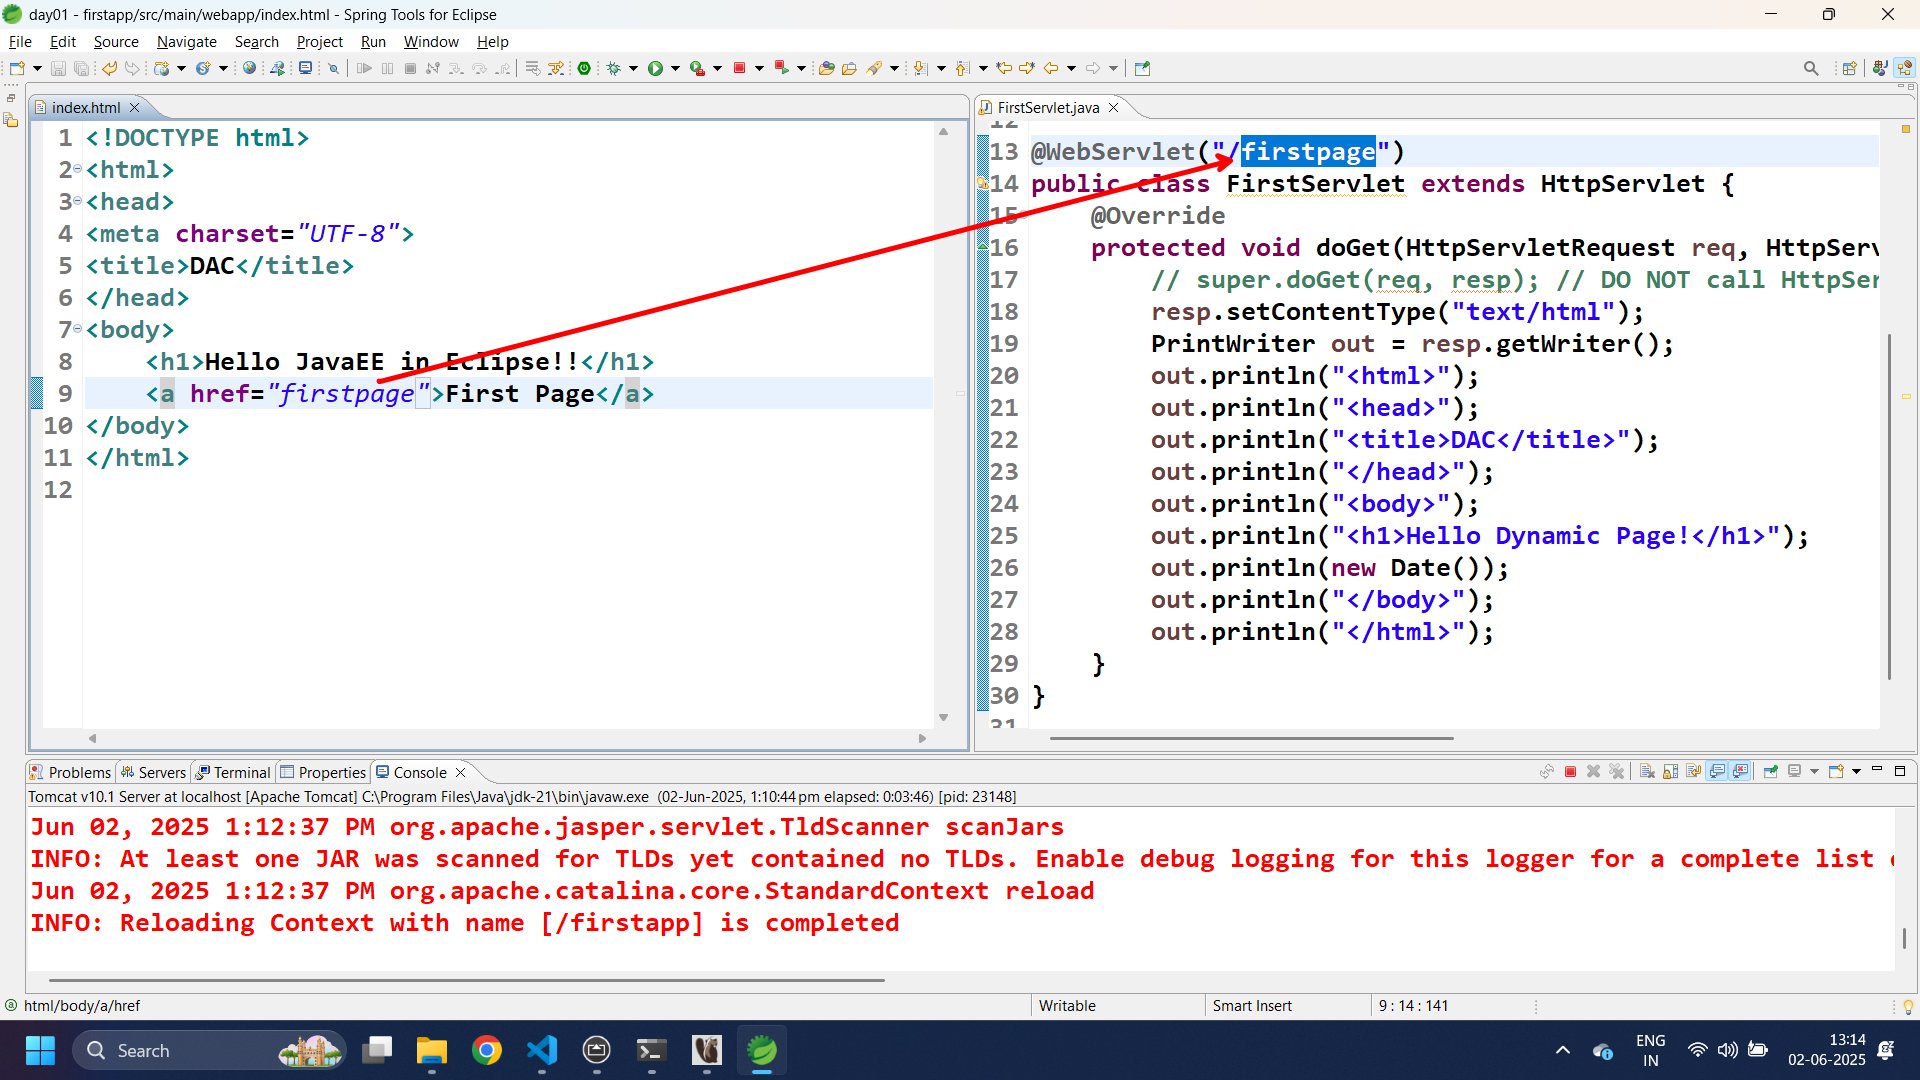 day01 - firstapp/src/main/webapp/index.html - Spring Tools for Eclipse
File Edit Source Navigate Search Project Run Window Help
index.html
1 <!DOCTYPE html>
2 <html>
3 <head>
4 <meta charset="UTF-8">
5 <title>DAC</title>
6 </head>
7 <body>
8 <h1>Hello JavaEE in Eclipse!!</h1>
9 <a href="firstpage">First Page</a>
10 </body>
11 </html>
12
FirstServlet.java
12
13 @WebServlet("/firstpage")
14 public class FirstServlet extends HttpServlet {
15 @Override
16 protected void doGet(HttpServletRequest req, HttpServ
17 // super.doGet(req, resp); // DO NOT call HttpSer
18 resp.setContentType("text/html");
19 PrintWriter out = resp.getWriter();
20 out.println("<html>");
21 out.println("<head>");
22 out.println("<title>DAC</title>");
23 out.println("</head>");
24 out.println("<body>");
25 out.println("<h1>Hello Dynamic Page!</h1>");
26 out.println(new Date());
27 out.println("</body>");
28 out.println("</html>");
29 }
30 }
31
Problems Servers Terminal Properties Console
Tomcat v10.1 Server at localhost [Apache Tomcat] C:\Program Files\Java\jdk-21\bin\javaw.exe (02-Jun-2025, 1:10:44 pm elapsed: 0:03:46) [pid: 23148]
Jun 02, 2025 1:12:37 PM org.apache.jasper.servlet.TldScanner scanJars
INFO: At least one JAR was scanned for TLDs yet contained no TLDs. Enable debug logging for this logger for a complete list
Jun 02, 2025 1:12:37 PM org.apache.catalina.core.StandardContext reload
INFO: Reloading Context with name [/firstapp] is completed
html/body/a/href Writable Smart Insert 9 : 14 : 141
Search
ENG
IN
13:14
02-06-2025